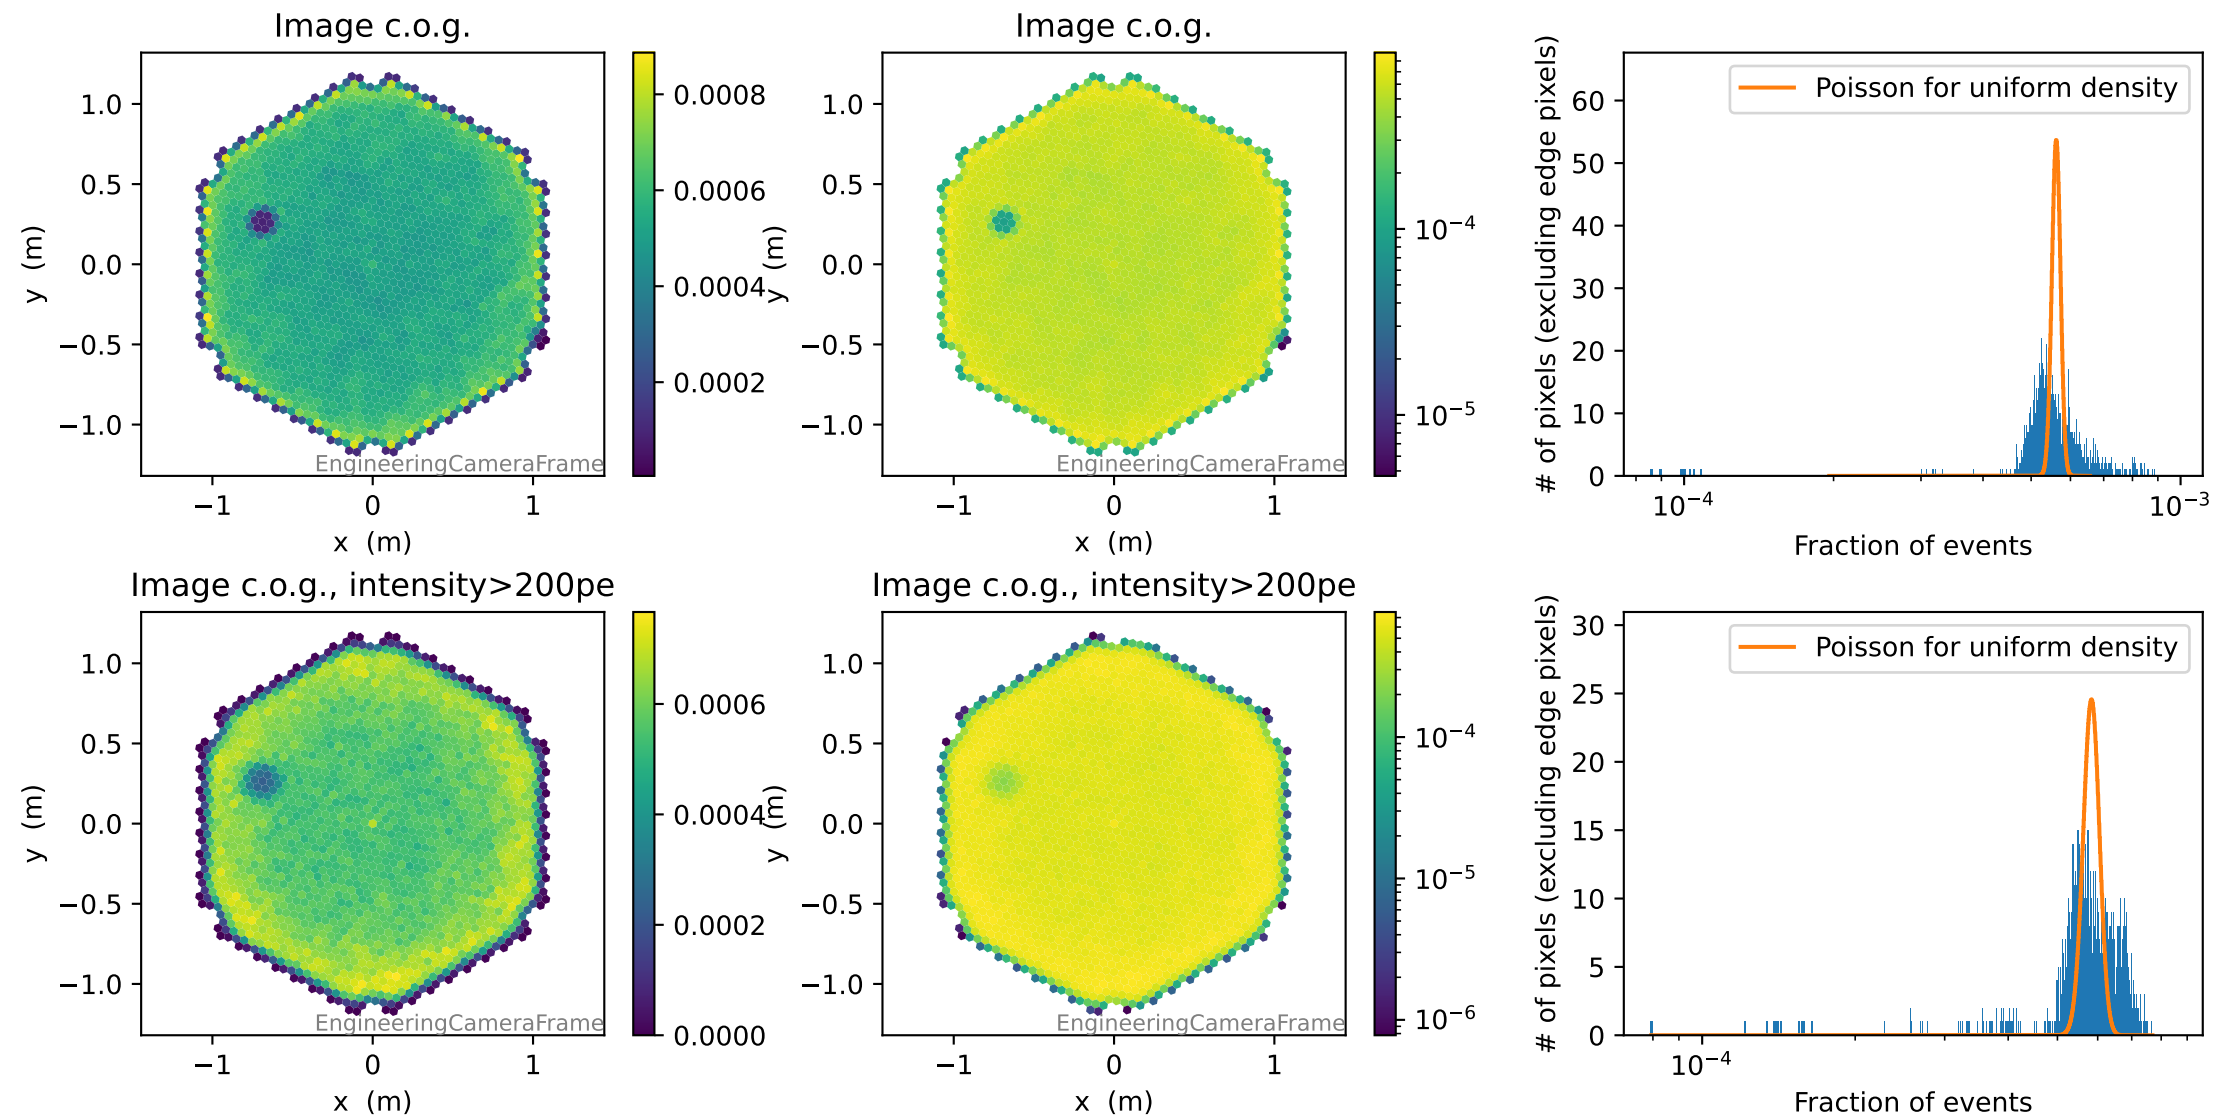 Image c.o.g.
1.0
0.5
0.0
−0.5
−1.0
y (m)
−1
0
1
x (m)
EngineeringCameraFrame
0.0008
0.0006
0.0004
0.0002
Image c.o.g.
1.0
0.5
0.0
−0.5
−1.0
y (m)
−1
0
1
x (m)
EngineeringCameraFrame
10⁻⁴
10⁻⁵
# of pixels (excluding edge pixels)
60
50
40
30
20
10
0
Poisson for uniform density
10⁻⁴
10⁻³
Fraction of events
Image c.o.g., intensity>200pe
1.0
0.5
0.0
−0.5
−1.0
y (m)
−1
0
1
x (m)
EngineeringCameraFrame
0.0006
0.0004
0.0002
0.0000
Image c.o.g., intensity>200pe
1.0
0.5
0.0
−0.5
−1.0
y (m)
−1
0
1
x (m)
EngineeringCameraFrame
10⁻⁴
10⁻⁵
10⁻⁶
# of pixels (excluding edge pixels)
30
25
20
15
10
5
0
Poisson for uniform density
10⁻⁴
Fraction of events